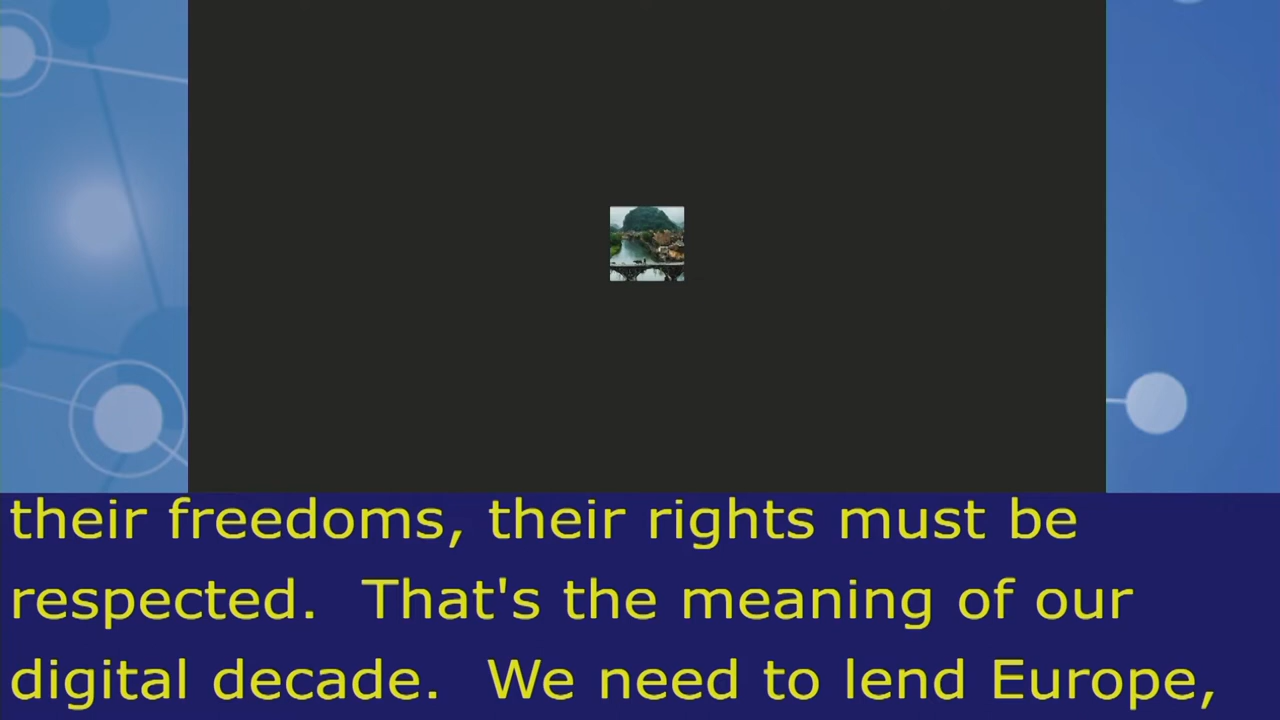 their freedoms, their rights must be
respected.  That's the meaning of our
digital decade.  We need to lend Europe,